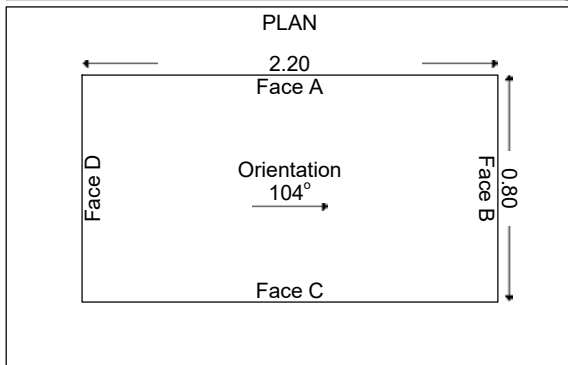 PLAN
2.20
Face A
Face D
Orientation
104°
Face B
0.80
Face C